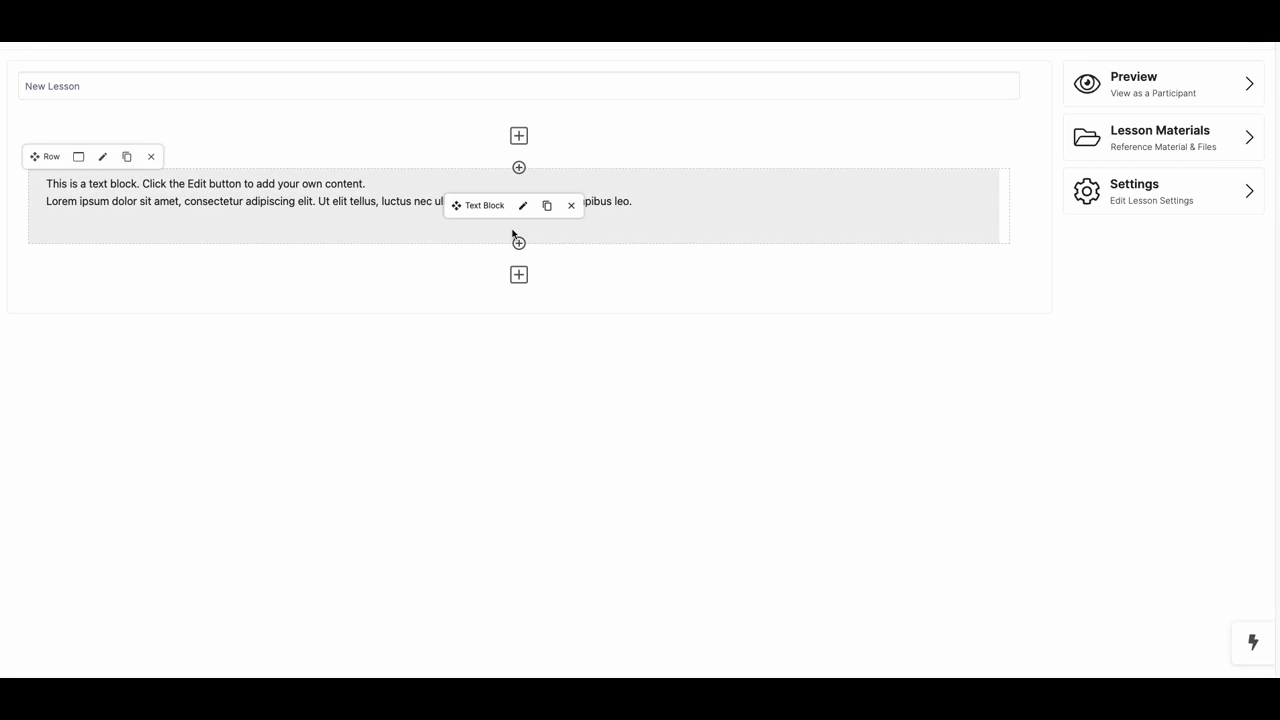 New Lesson
Preview
View as a Participant
Lesson Materials
Reference Material & Files
Settings
Edit Lesson Settings
Row
This is a text block. Click the Edit button to add your own content.
Lorem ipsum dolor sit amet, consectetur adipiscing elit. Ut elit tellus, luctus nec leo.
Text Block